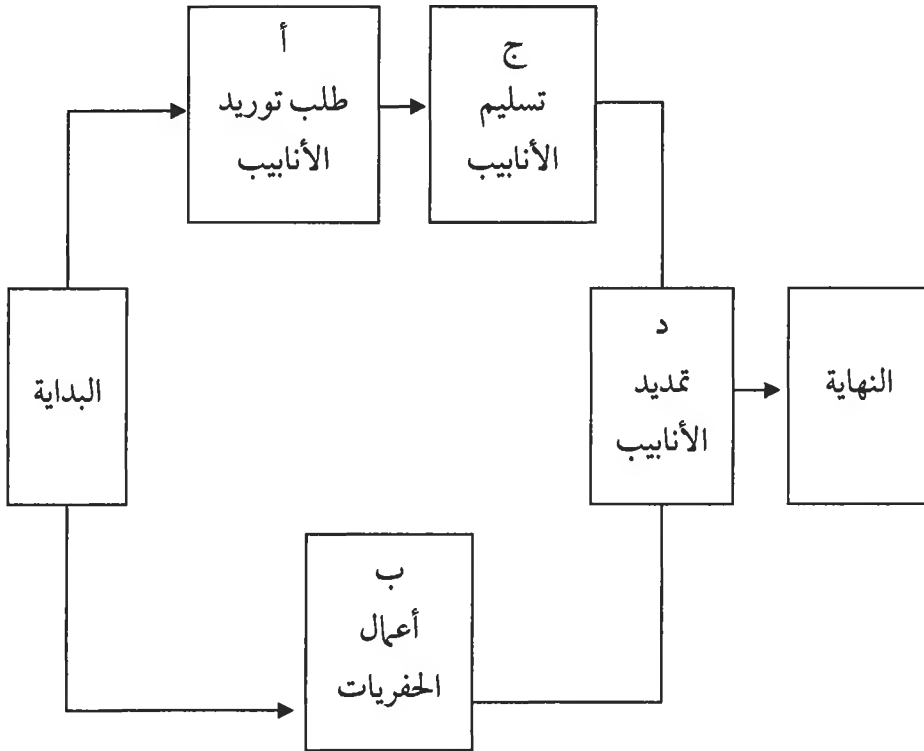 أ
طلب توريد
الأنابيب
ج
تسليم
الأنابيب
البداية
د
تمديد
الأنابيب
النهاية
ب
أعمال
الحفريات